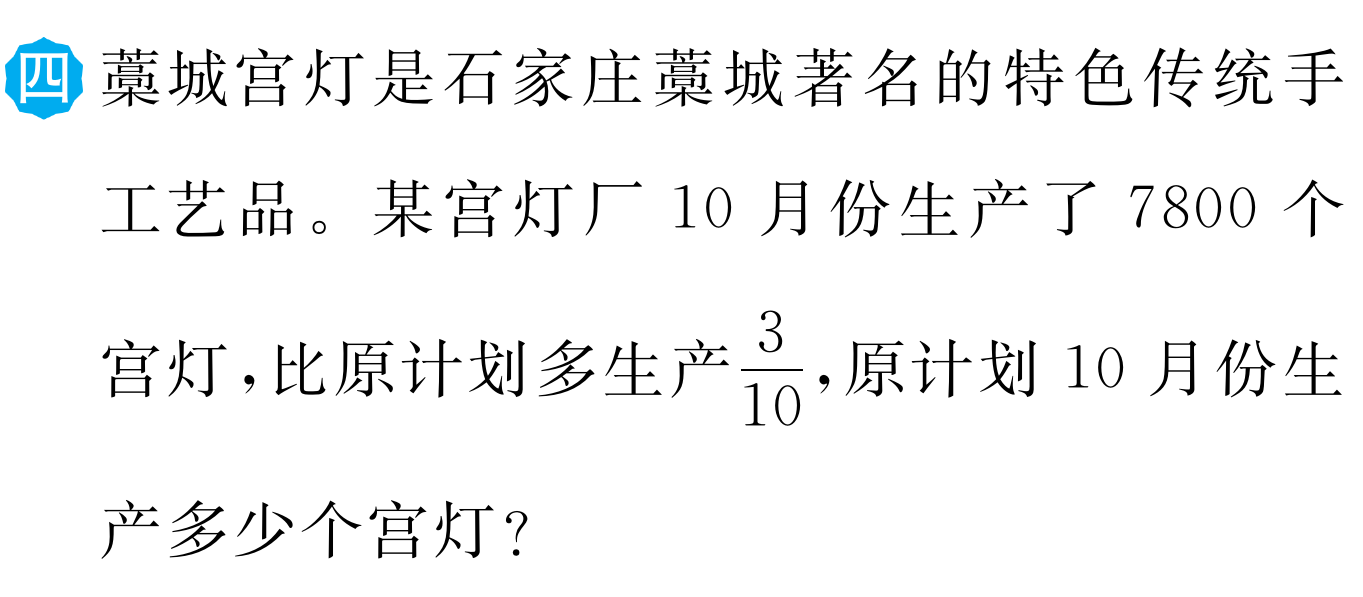 四 藁城宫灯是石家庄藁城著名的特色传统手
工艺品。某宫灯厂 10 月份生产了 7800 个
宫灯,比原计划多生产3/10,原计划 10 月份生
产多少个宫灯?